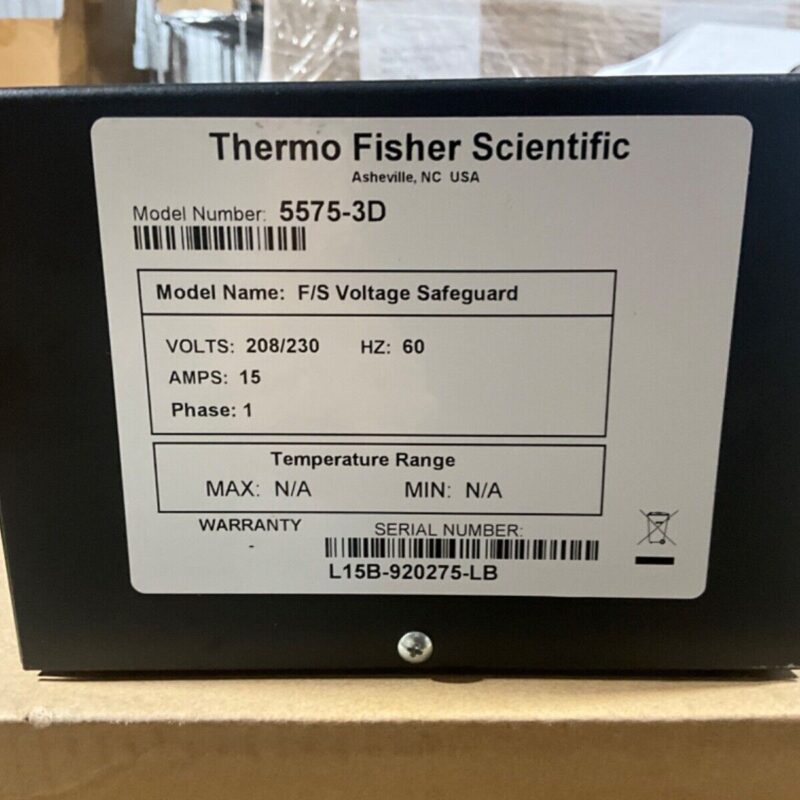 Thermo Fisher Scientific
Asheville, NC USA
Model Number: 5575-3D
Model Name: F/S Voltage Safeguard
VOLTS: 208/230 HZ: 60
AMPS: 15
Phase: 1
Temperature Range
MAX: N/A MIN: N/A
WARRANTY SERIAL NUMBER:
-
L15B-920275-LB